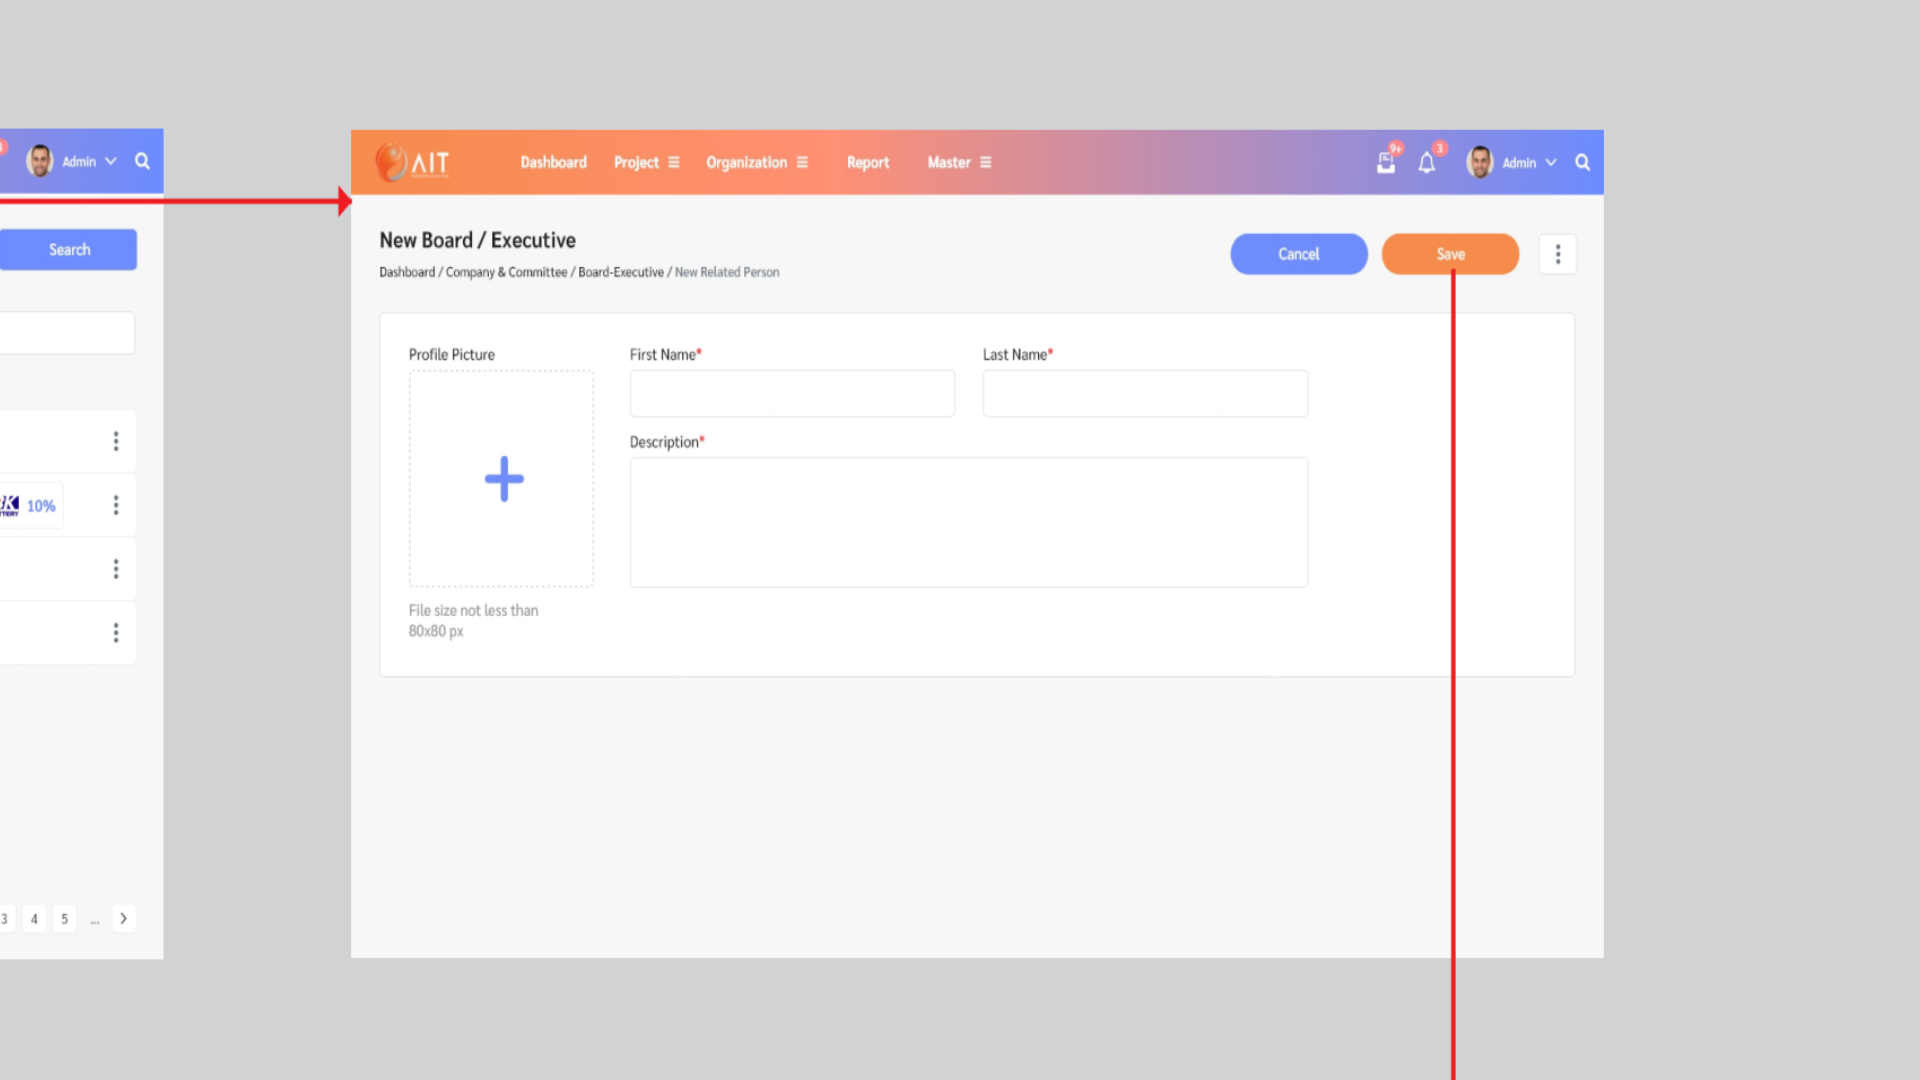 3
Admin
Search
10%
3 4 5 ... >
AIT
Dashboard Project Organization Report Master
9+ 3 Admin
New Board / Executive
Dashboard / Company & Committee / Board-Executive / New Related Person
Cancel Save
Profile Picture
First Name*
Last Name*
Description*
File size not less than
80x80 px